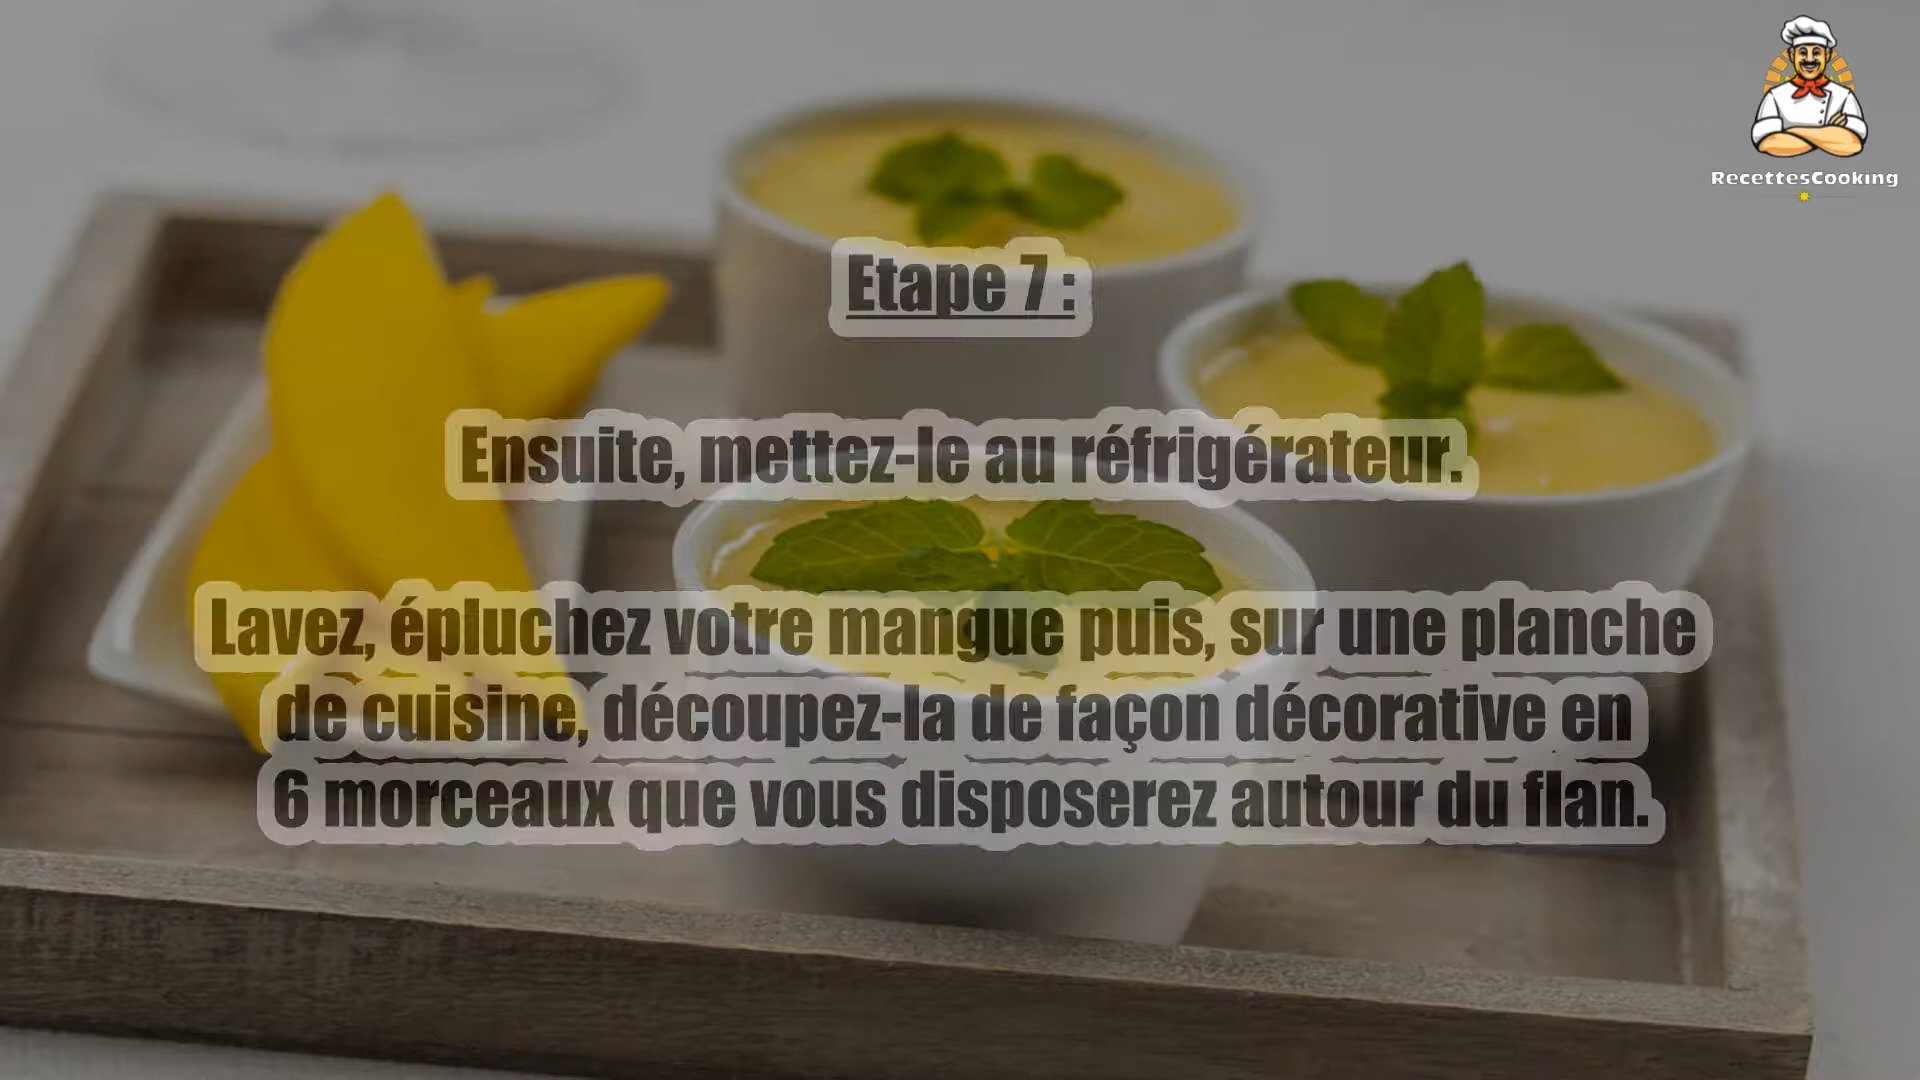 RecettesCooking
Etape 7 :
Ensuite, mettez-le au réfrigérateur.
Lavez, épluchez votre mangue puis, sur une planche
de cuisine, découpez-la de façon décorative en
6 morceaux que vous disposerez autour du flan.